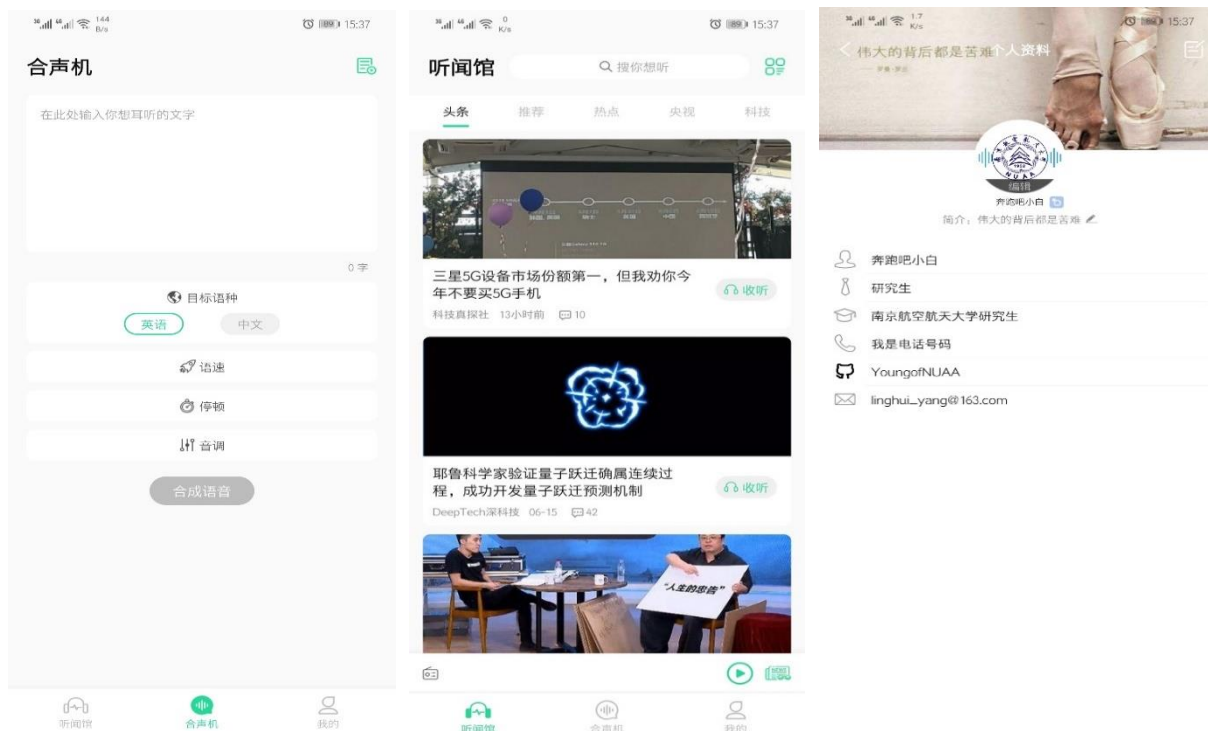 144
B/s
89
15:37
合声机
在此处输入你想耳听的文字
0 字
目标语种
英语
中文
语速
停顿
音调
合成语音
听闻馆
合声机
我的
0
K/s
89
15:37
听闻馆
搜你想听
头条
推荐
热点
央视
科技
三星5G设备市场份额第一，但我劝你今
年不要买5G手机
收听
科技真探社 13小时前 10
耶鲁科学家验证量子跃迁确属连续过
程，成功开发量子跃迁预测机制
收听
DeepTech深科技 06-15 42
“人生的忠告”
听闻馆
合声机
我的
1.7
K/s
89
15:37
伟大的背后都是苦难
个人资料
NUAA
编辑
奔跑吧小白
简介：伟大的背后都是苦难
奔跑吧小白
研究生
南京航空航天大学研究生
我是电话号码
YoungofNUAA
linghui_yang@163.com